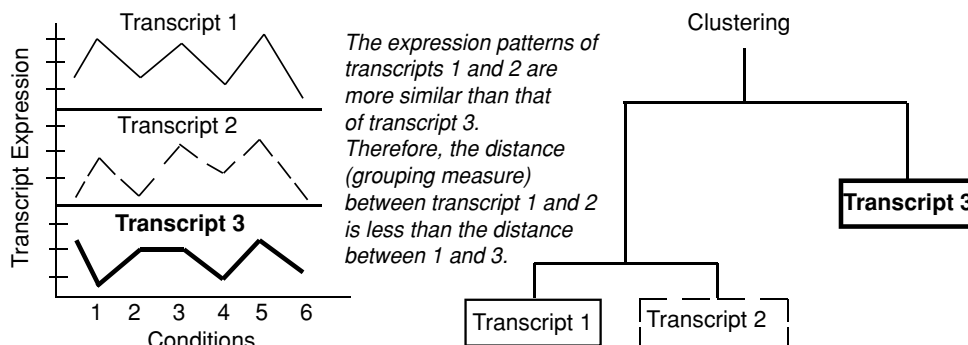 Transcript 1
Transcript 2
Transcript 3
Transcript Expression
1 2 3 4 5 6
Conditions
The expression patterns of
transcripts 1 and 2 are
more similar than that
of transcript 3.
Therefore, the distance
(grouping measure)
between transcript 1 and 2
is less than the distance
between 1 and 3.
Clustering
Transcript 3
Transcript 1
Transcript 2